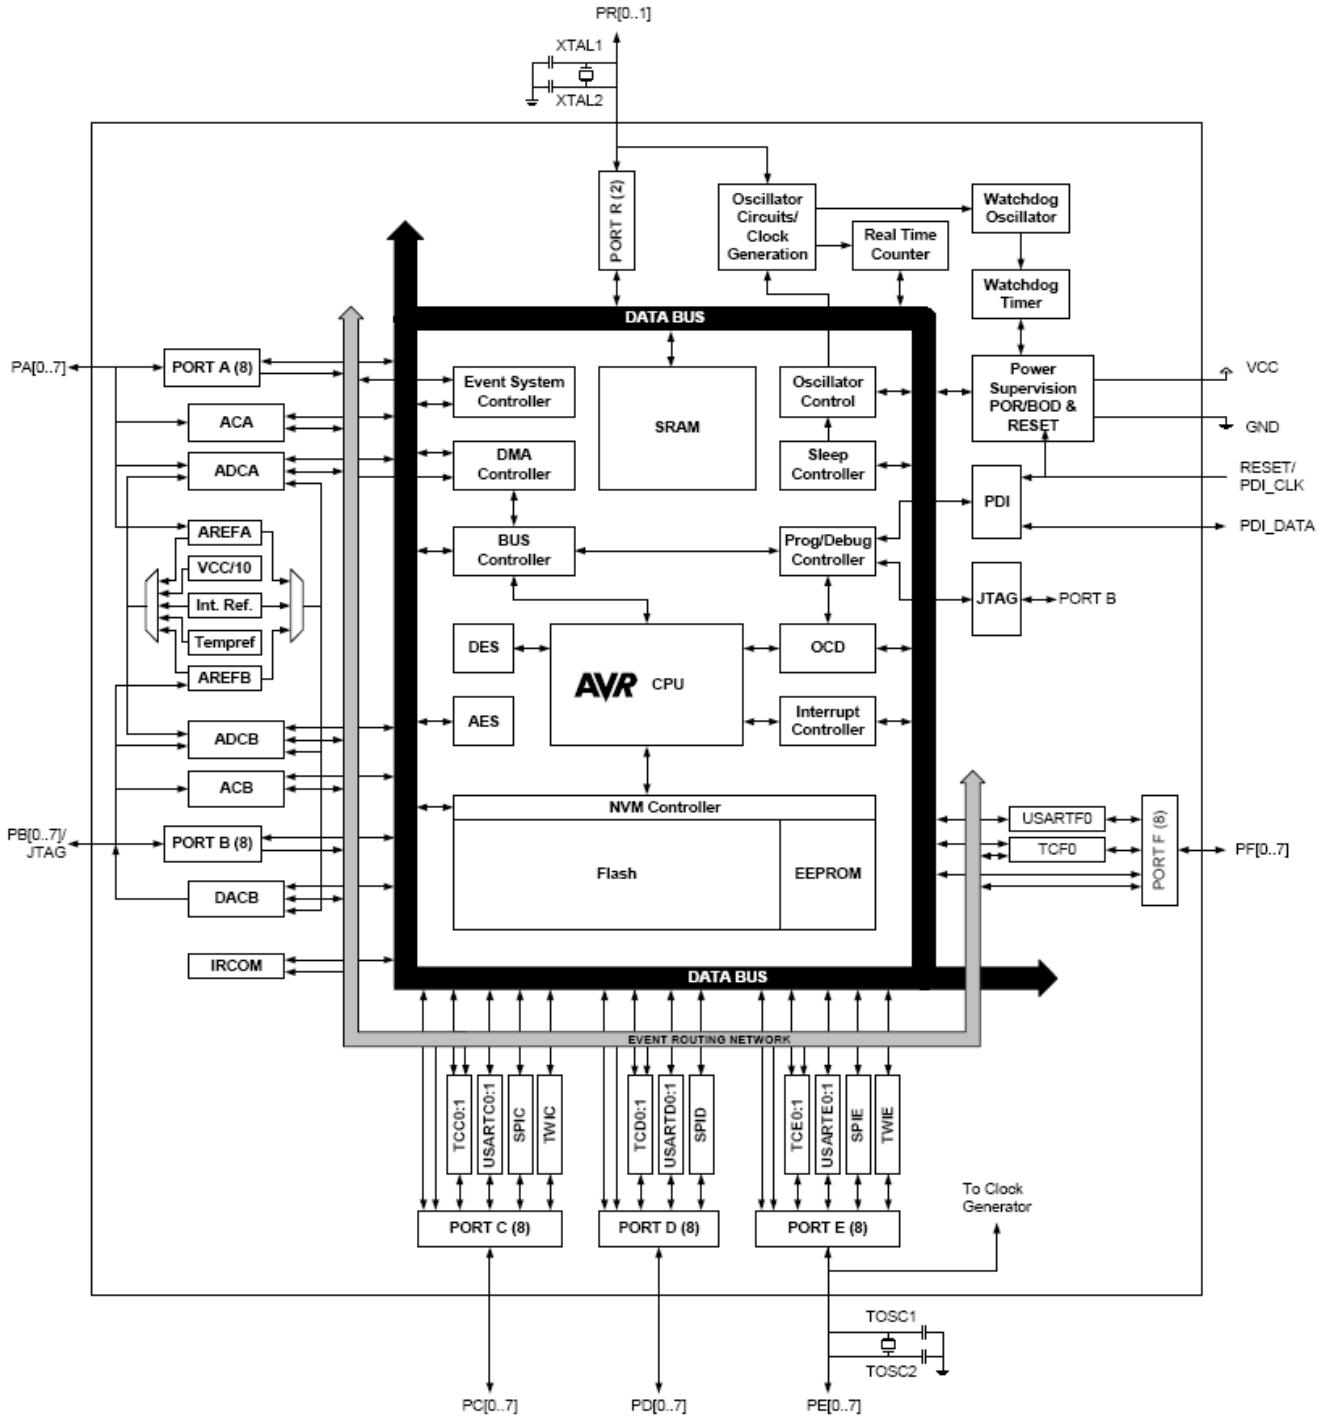 PR[0..1]
XTAL1
XTAL2
PORT R (2)
Oscillator
Circuits/
Clock
Generation
Watchdog
Oscillator
Real Time
Counter
Watchdog
Timer
DATA BUS
PA[0..7]
PORT A (8)
Event System
Controller
SRAM
Oscillator
Control
Power
Supervision
POR/BOD &
RESET
VCC
GND
ACA
ADCA
DMA
Controller
Sleep
Controller
PDI
RESET/
PDI_CLK
PDI_DATA
AREFA
VCC/10
Int. Ref.
Tempref
AREFB
BUS
Controller
Prog/Debug
Controller
JTAG
PORT B
DES
AVR CPU
OCD
AES
Interrupt
Controller
ADCB
ACB
NVM Controller
Flash
EEPROM
USARTF0
TCF0
PORT F (8)
PF[0..7]
PB[0..7]/
JTAG
PORT B (8)
DACB
IRCOM
DATA BUS
EVENT ROUTING NETWORK
TCC0:1
USARTC0:1
SPIC
TWIC
TCD0:1
USARTD0:1
SPID
TCE0:1
USARTE0:1
SPIE
TWIE
PORT C (8)
PORT D (8)
PORT E (8)
To Clock
Generator
TOSC1
TOSC2
PC[0..7]
PD[0..7]
PE[0..7]